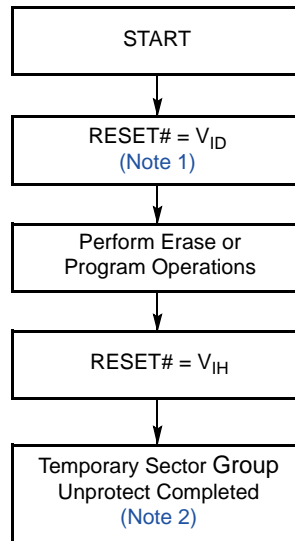 START
RESET# = VID
(Note 1)
Perform Erase or
Program Operations
RESET# = VIH
Temporary Sector Group
Unprotect Completed
(Note 2)